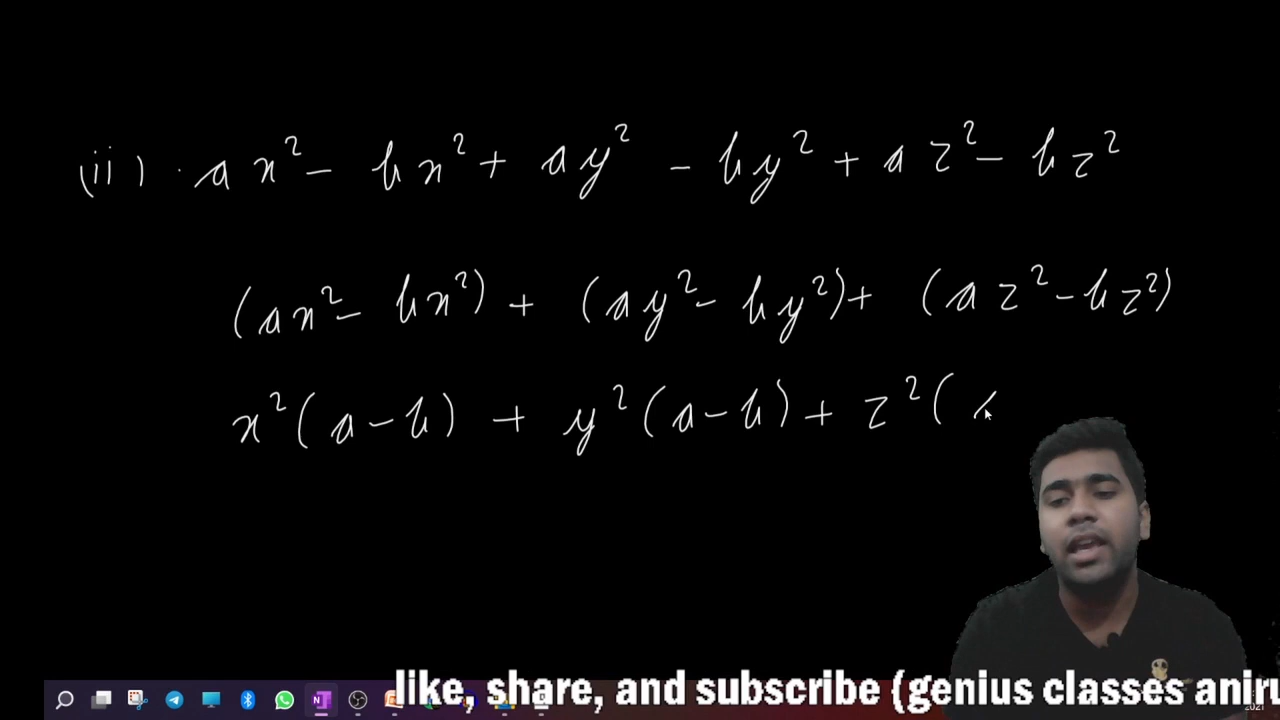 (ii) . ax² - bx² + ay² - by² + az² - bz²
(ax² - bx²) + (ay² - by²) + (az² - bz²)
x²(a - b) + y²(a - b) + z²(
like, share, and subscribe (genius classes aniru
2021